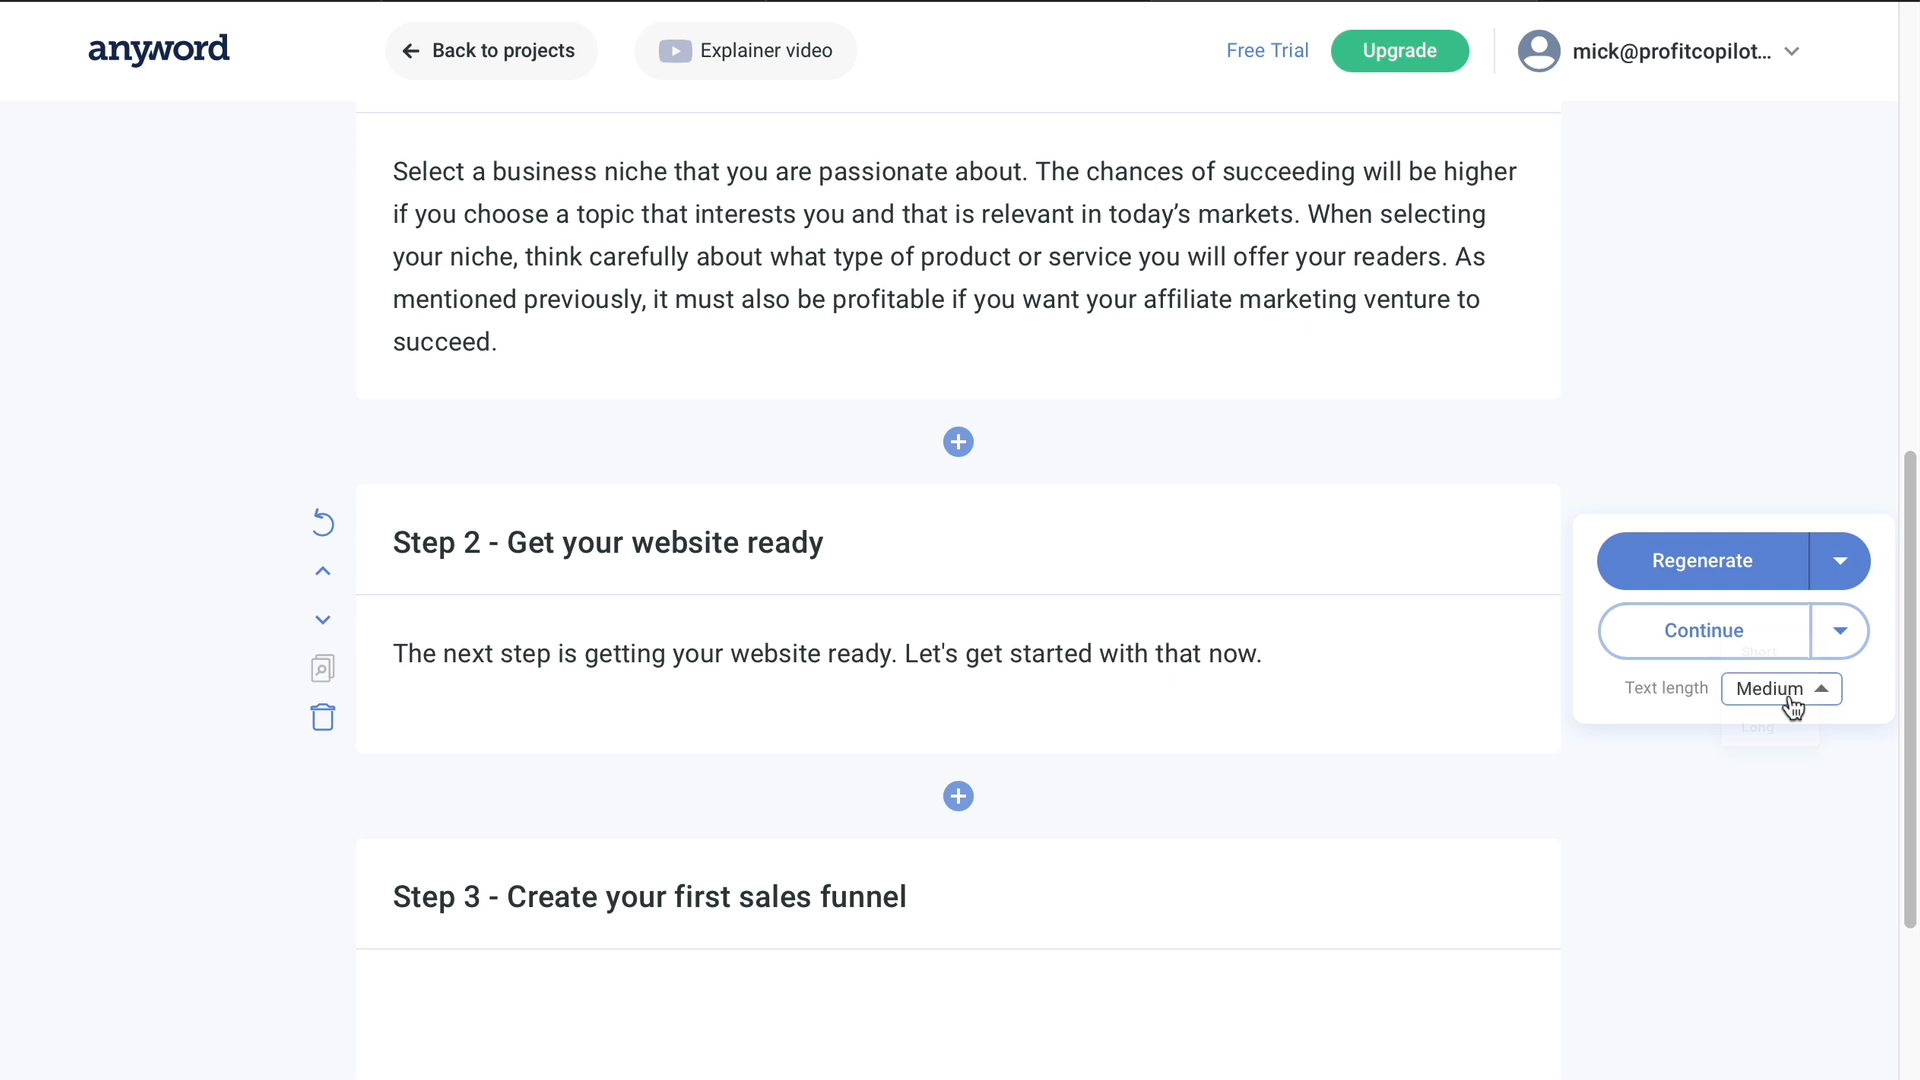 anyword
Back to projects
Explainer video
Free Trial
Upgrade
mick@profitcopilot...
Select a business niche that you are passionate about. The chances of succeeding will be higher
if you choose a topic that interests you and that is relevant in today's markets. When selecting
your niche, think carefully about what type of product or service you will offer your readers. As
mentioned previously, it must also be profitable if you want your affiliate marketing venture to
succeed.
Step 2 - Get your website ready
Regenerate
Continue
Short
Text length
Medium
Long
The next step is getting your website ready. Let's get started with that now.
Step 3 - Create your first sales funnel